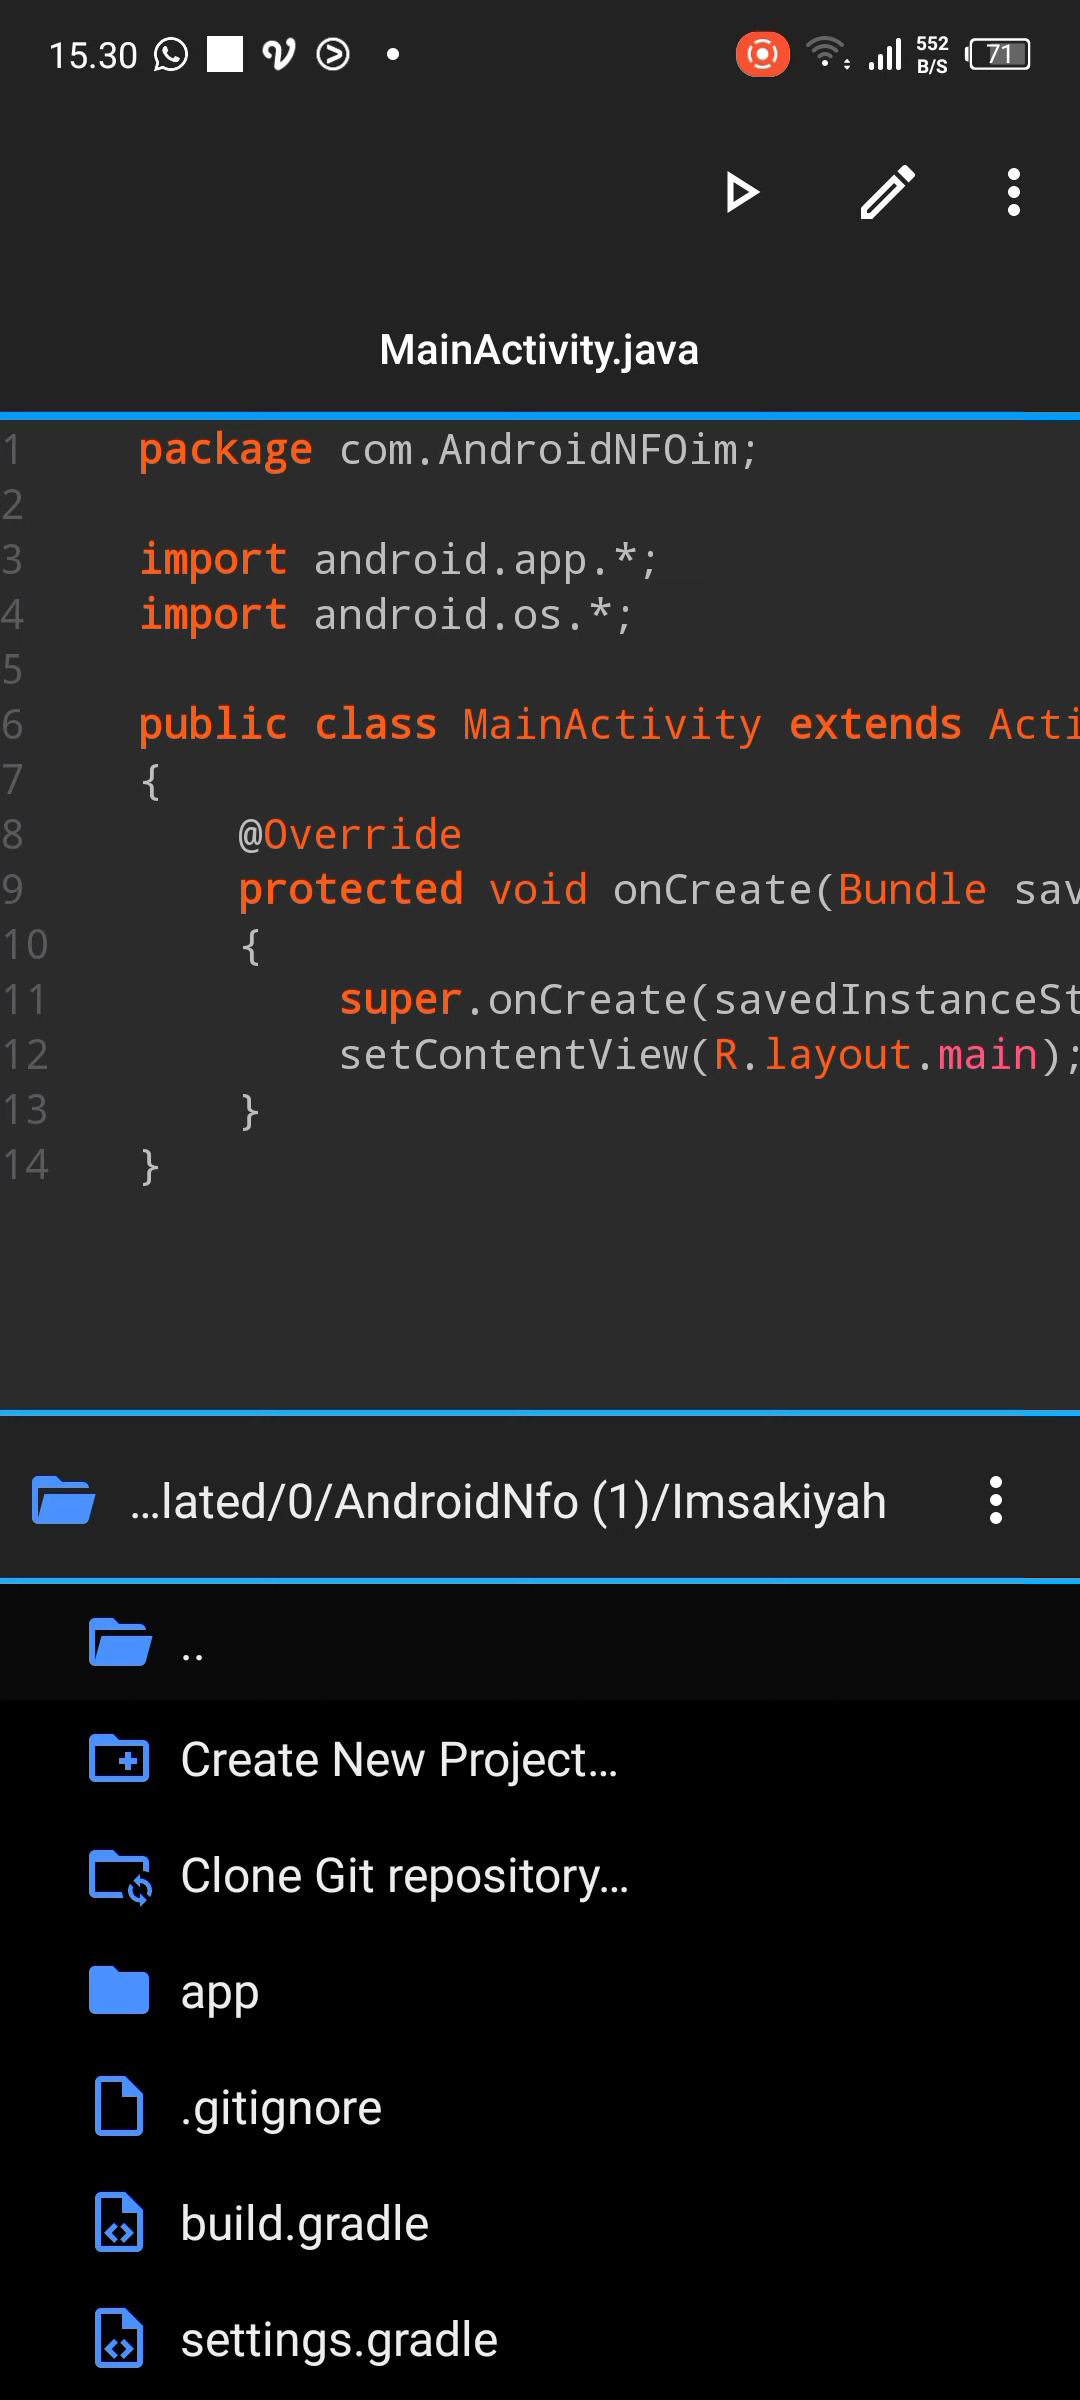 15.30 552 B/S 71
MainActivity.java
1 package com.AndroidNFOim;
2
3 import android.app.*;
4 import android.os.*;
5
6 public class MainActivity extends Acti
7 {
8 @Override
9 protected void onCreate(Bundle sav
10 {
11 super.onCreate(savedInstanceSt
12 setContentView(R.layout.main);
13 }
14 }
...lated/0/AndroidNfo (1)/Imsakiyah
..
Create New Project...
Clone Git repository...
app
.gitignore
build.gradle
settings.gradle